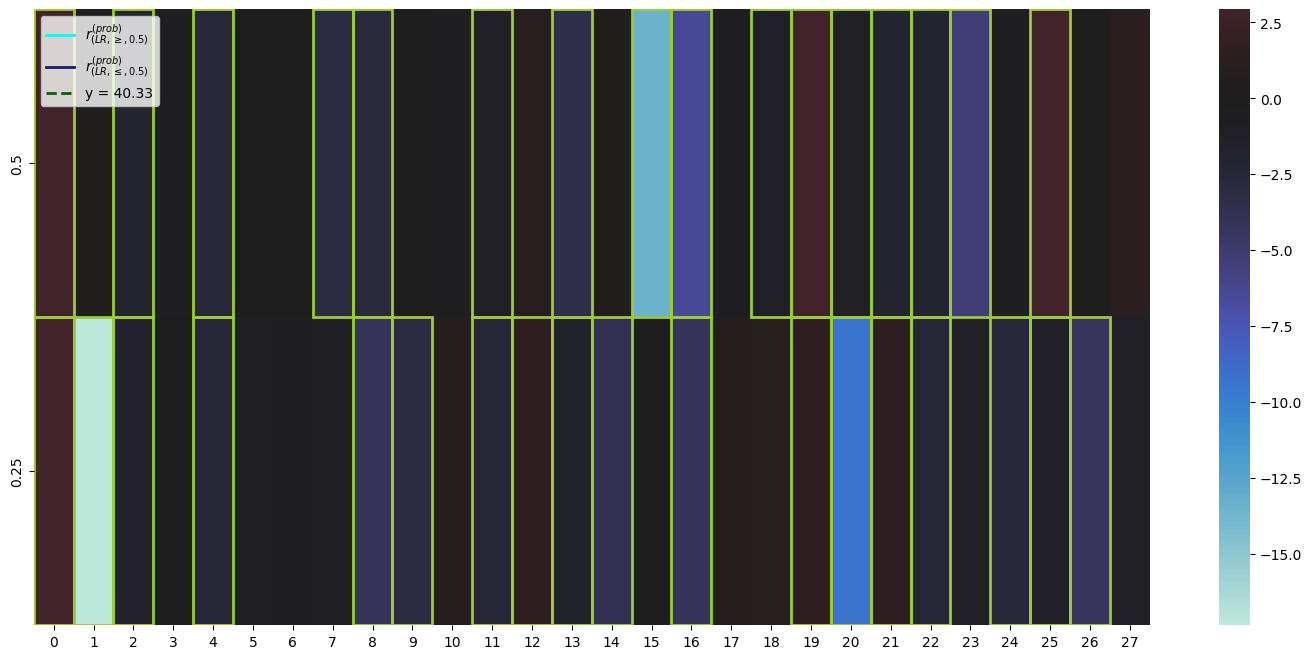 r(LR, ≥, 0.5)^(prob)
r(LR, ≤, 0.5)^(prob)
y = 40.33
0.5
0.25
0 1 2 3 4 5 6 7 8 9 10 11 12 13 14 15 16 17 18 19 20 21 22 23 24 25 26 27
2.5
0.0
−2.5
−5.0
−7.5
−10.0
−12.5
−15.0